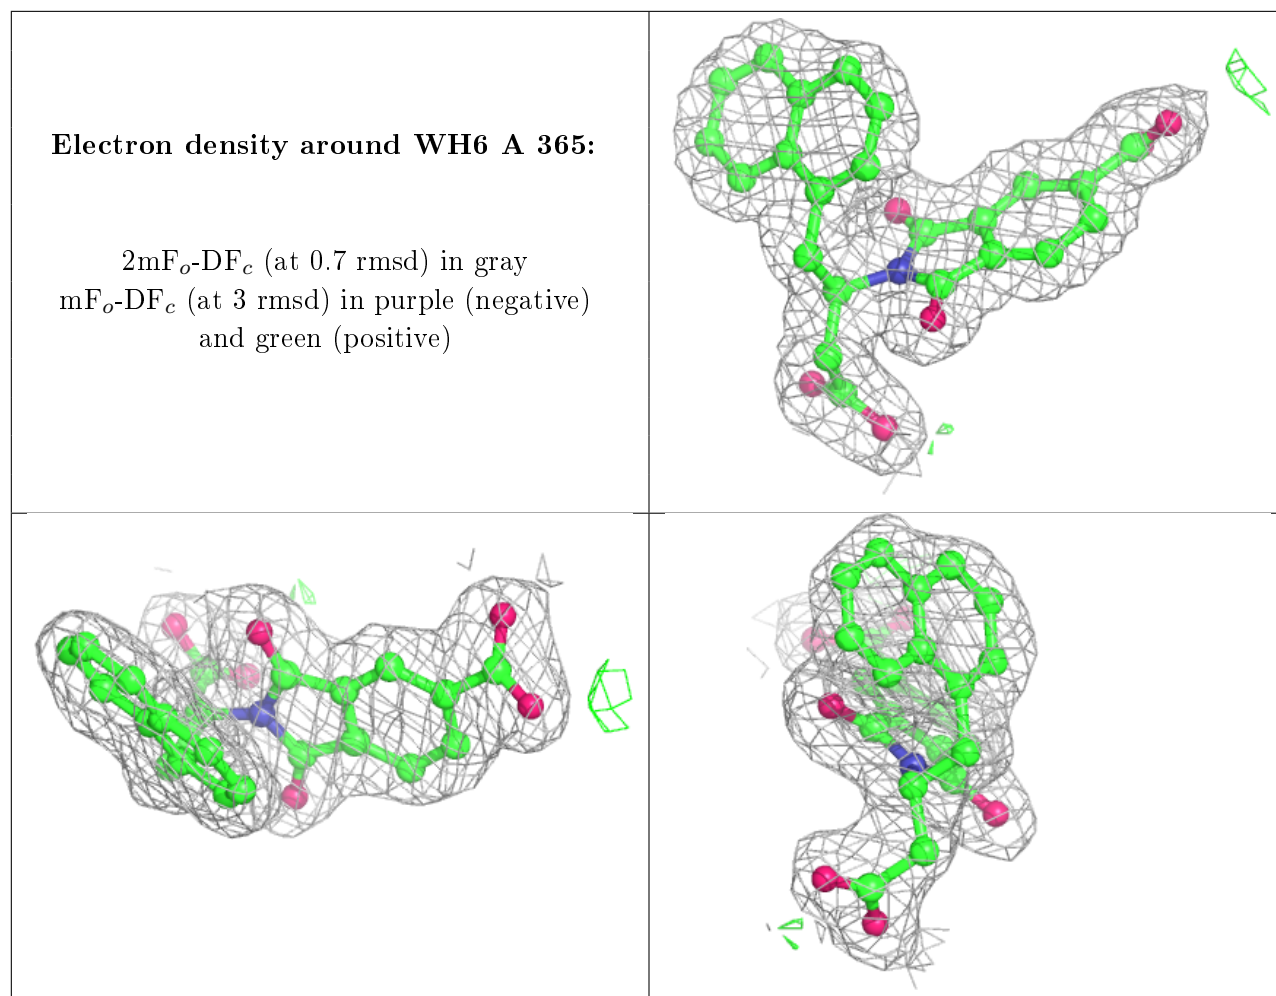 Electron density around WH6 A 365:
2mFo-DFc (at 0.7 rmsd) in gray
mFo-DFc (at 3 rmsd) in purple (negative)
and green (positive)